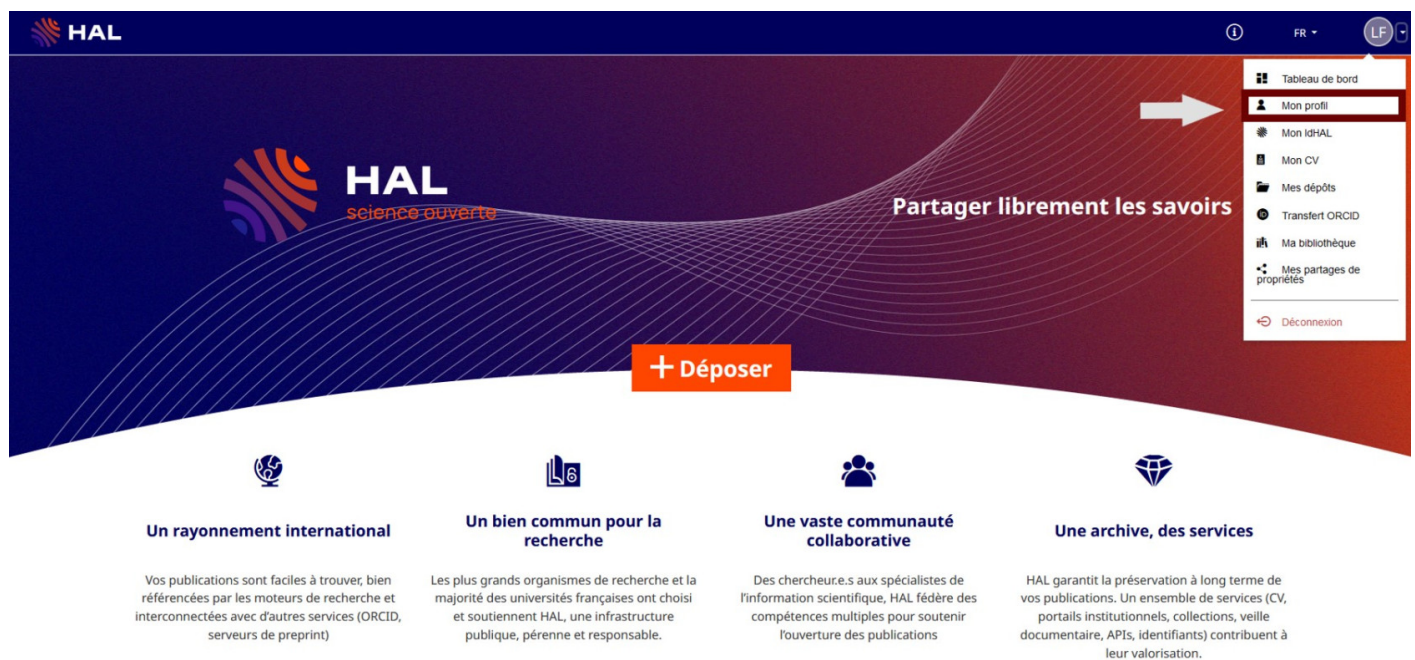 HAL
FR
LF
Tableau de bord
Mon profil
Mon IdHAL
Mon CV
Mes dépôts
Transfert ORCID
Ma bibliothèque
Mes partages de
propriétés
Déconnexion
HAL
science ouverte
Partager librement les savoirs
+ Déposer
Un rayonnement international
Vos publications sont faciles à trouver, bien
référencées par les moteurs de recherche et
interconnectées avec d'autres services (ORCID,
serveurs de preprint)
Un bien commun pour la
recherche
Les plus grands organismes de recherche et la
majorité des universités françaises ont choisi
et soutiennent HAL, une infrastructure
publique, pérenne et responsable.
Une vaste communauté
collaborative
Des chercheur.e.s aux spécialistes de
l'information scientifique, HAL fédère des
compétences multiples pour soutenir
l'ouverture des publications
Une archive, des services
HAL garantit la préservation à long terme de
vos publications. Un ensemble de services (CV,
portails institutionnels, collections, veille
documentaire, APIs, identifiants) contribuent à
leur valorisation.